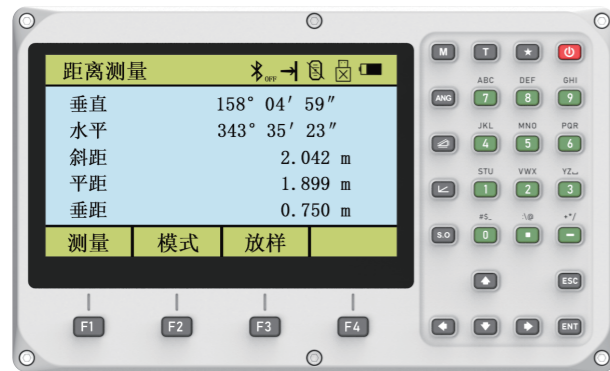 距离测量 OFF
垂直 158° 04′ 59″
水平 343° 35′ 23″
斜距 2.042 m
平距 1.899 m
垂距 0.750 m
测量 模式 放样
F1 F2 F3 F4
M T ★
ABC DEF GHI
ANG 7 8 9
JKL MNO PQR
4 5 6
STU VWX YZ␣
1 2 3
#$_ :\@ +*/
S.O 0 ▪ −
ESC
ENT